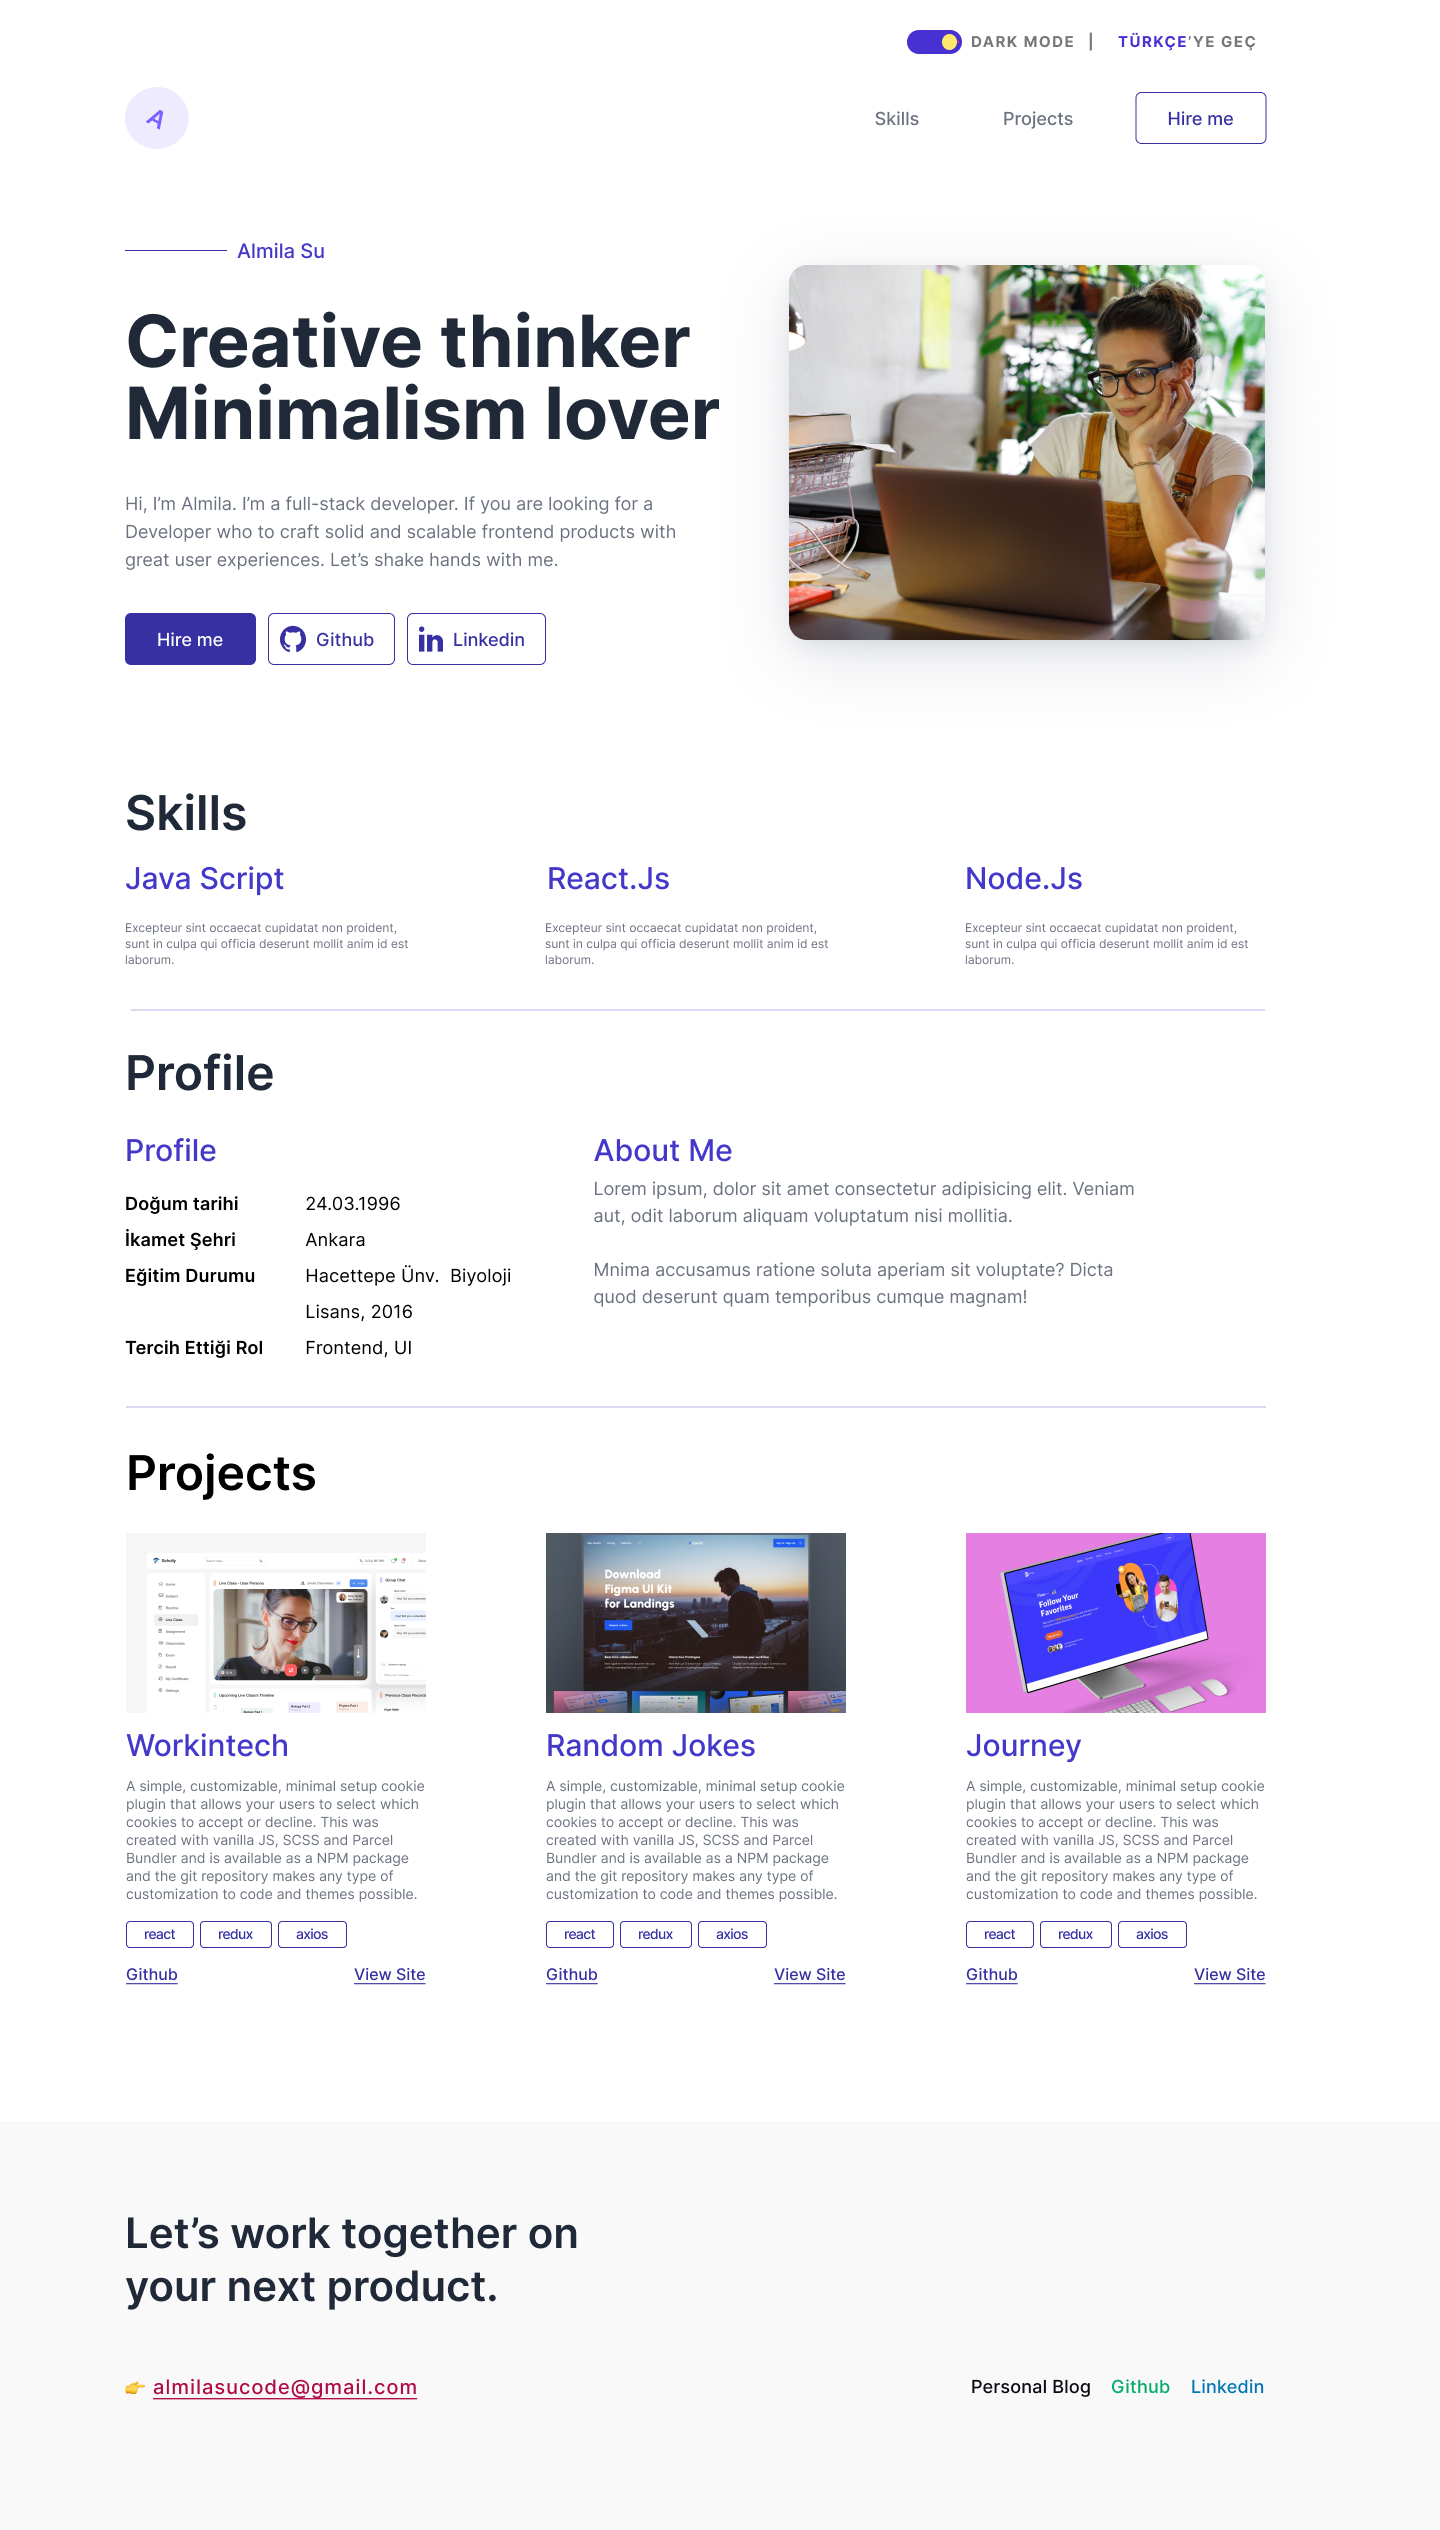 DARK MODE | TÜRKÇE'YE GEÇ
A
Skills
Projects
Hire me
Almila Su
Creative thinker
Minimalism lover
Hi, I’m Almila. I’m a full-stack developer. If you are looking for a
Developer who to craft solid and scalable frontend products with
great user experiences. Let’s shake hands with me.
Hire me
Github
Linkedin
Skills
Java Script
Excepteur sint occaecat cupidatat non proident,
sunt in culpa qui officia deserunt mollit anim id est
laborum.
React.Js
Excepteur sint occaecat cupidatat non proident,
sunt in culpa qui officia deserunt mollit anim id est
laborum.
Node.Js
Excepteur sint occaecat cupidatat non proident,
sunt in culpa qui officia deserunt mollit anim id est
laborum.
Profile
Profile
Doğum tarihi 24.03.1996
İkamet Şehri Ankara
Eğitim Durumu Hacettepe Ünv. Biyoloji
Lisans, 2016
Tercih Ettiği Rol Frontend, UI
About Me
Lorem ipsum, dolor sit amet consectetur adipisicing elit. Veniam
aut, odit laborum aliquam voluptatum nisi mollitia.
Mnima accusamus ratione soluta aperiam sit voluptate? Dicta
quod deserunt quam temporibus cumque magnam!
Projects
Live Class - User Persona
Group Chat
Home
Live Class
Assignment
Settings
Upcoming Live Class's Timeline
Workintech
A simple, customizable, minimal setup cookie
plugin that allows your users to select which
cookies to accept or decline. This was
created with vanilla JS, SCSS and Parcel
Bundler and is available as a NPM package
and the git repository makes any type of
customization to code and themes possible.
react
redux
axios
Github
View Site
Download
Figma UI Kit
for Landings
Random Jokes
A simple, customizable, minimal setup cookie
plugin that allows your users to select which
cookies to accept or decline. This was
created with vanilla JS, SCSS and Parcel
Bundler and is available as a NPM package
and the git repository makes any type of
customization to code and themes possible.
react
redux
axios
Github
View Site
Follow Your
Favorites
Journey
A simple, customizable, minimal setup cookie
plugin that allows your users to select which
cookies to accept or decline. This was
created with vanilla JS, SCSS and Parcel
Bundler and is available as a NPM package
and the git repository makes any type of
customization to code and themes possible.
react
redux
axios
Github
View Site
Let’s work together on
your next product.
almilasucode@gmail.com
Personal Blog
Github
Linkedin